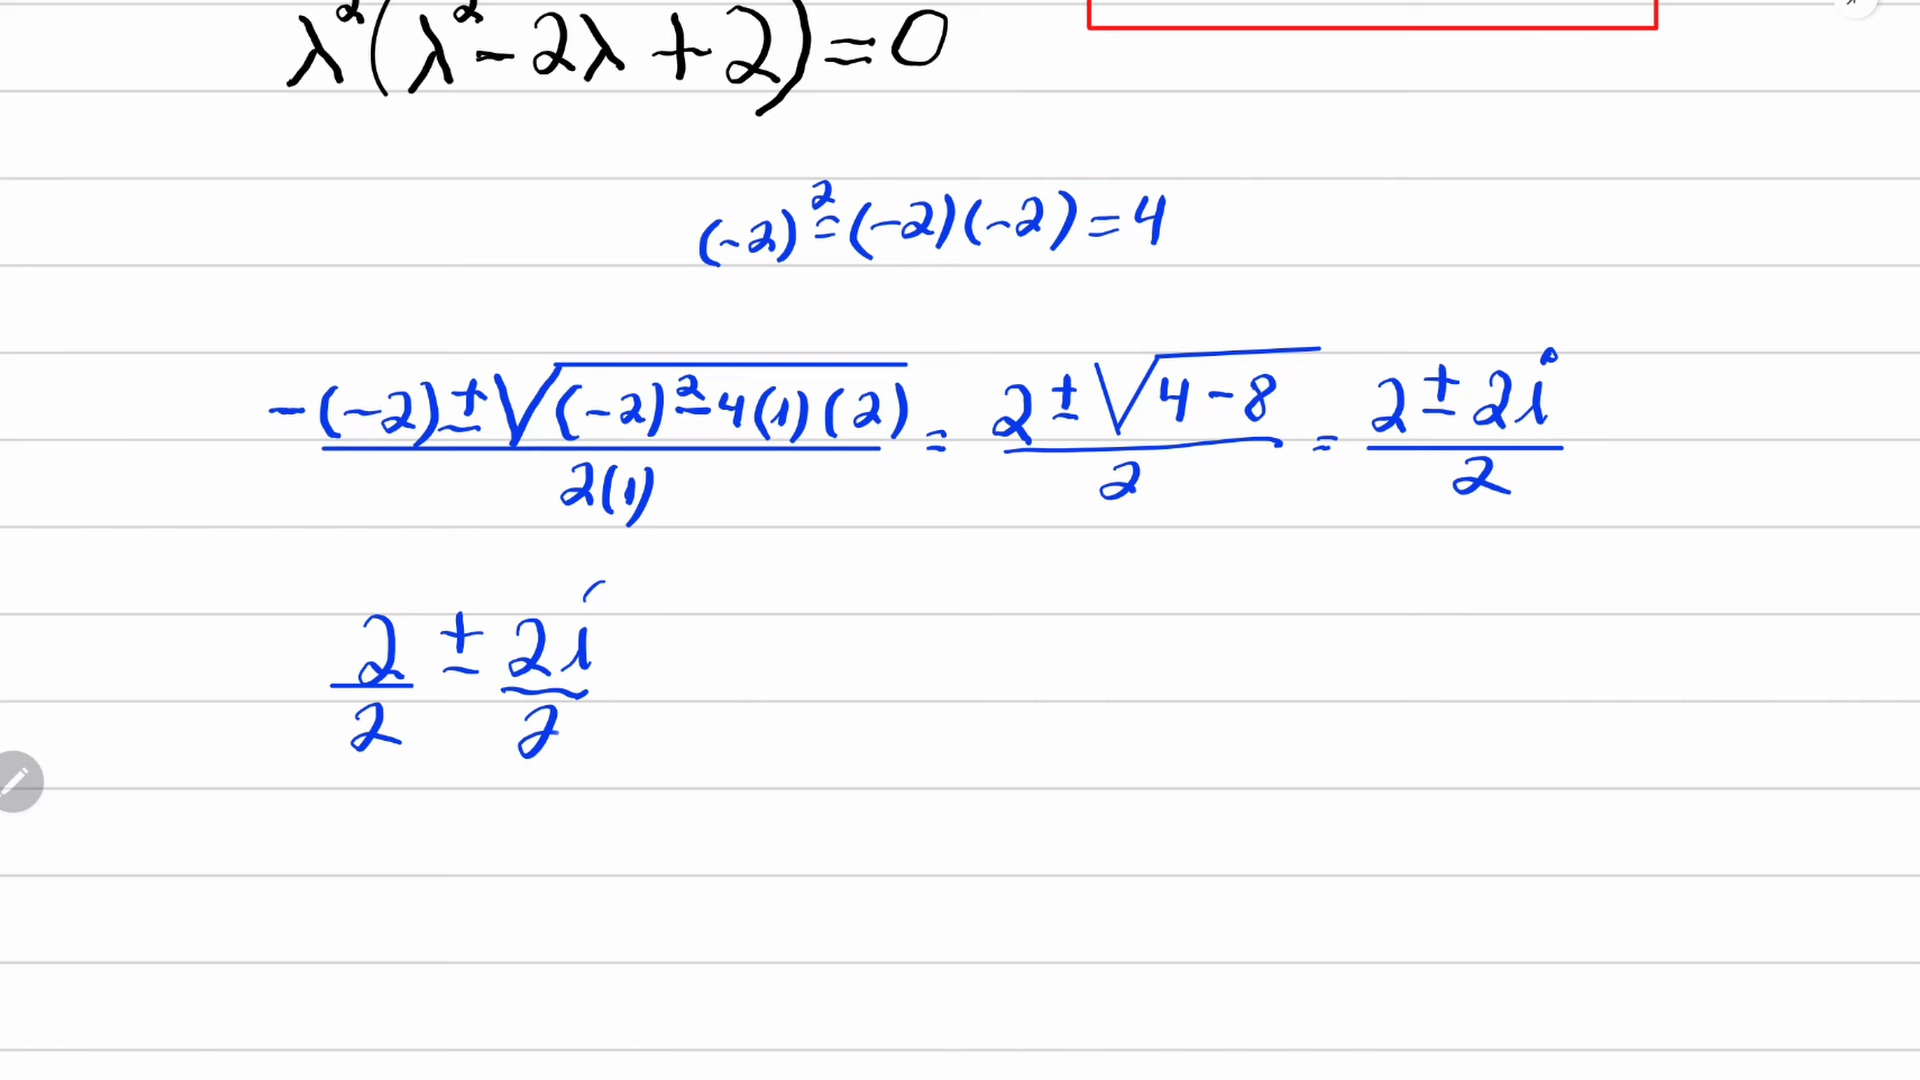 λ²(λ² - 2λ + 2) = 0
(-2)² = (-2)(-2) = 4
-(-2) ± √((-2)² - 4(1)(2)) / 2(1) = 2 ± √(4 - 8) / 2 = 2 ± 2i / 2
2/2 ± 2i/2